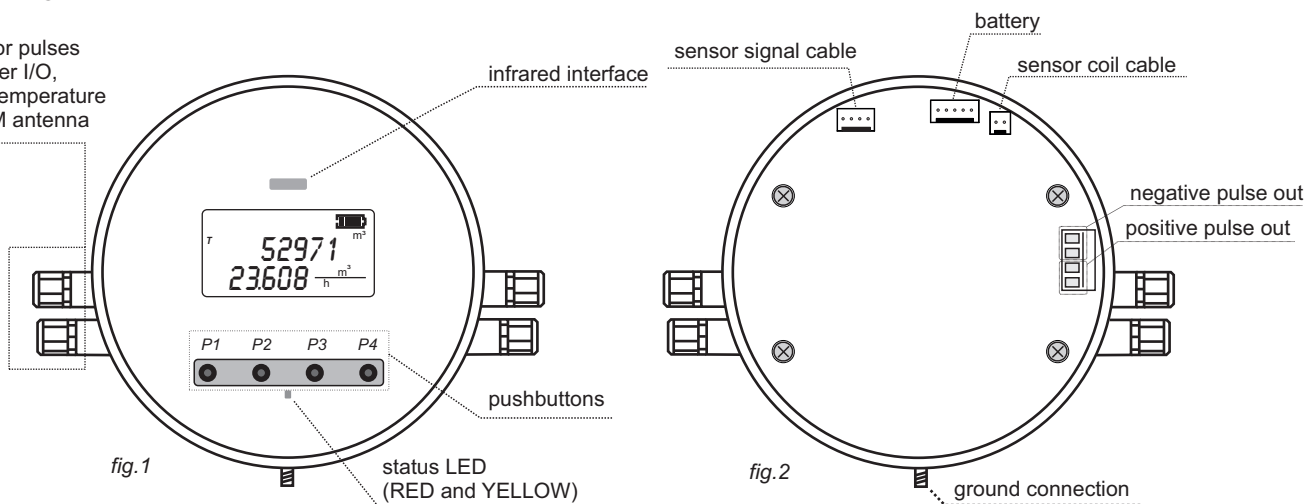 or pulses
er I/O,
emperature
M antenna
infrared interface
T
52971 m³
23.608 m³
h
P1 P2 P3 P4
pushbuttons
status LED
(RED and YELLOW)
fig.1
battery
sensor signal cable
sensor coil cable
negative pulse out
positive pulse out
fig.2
ground connection